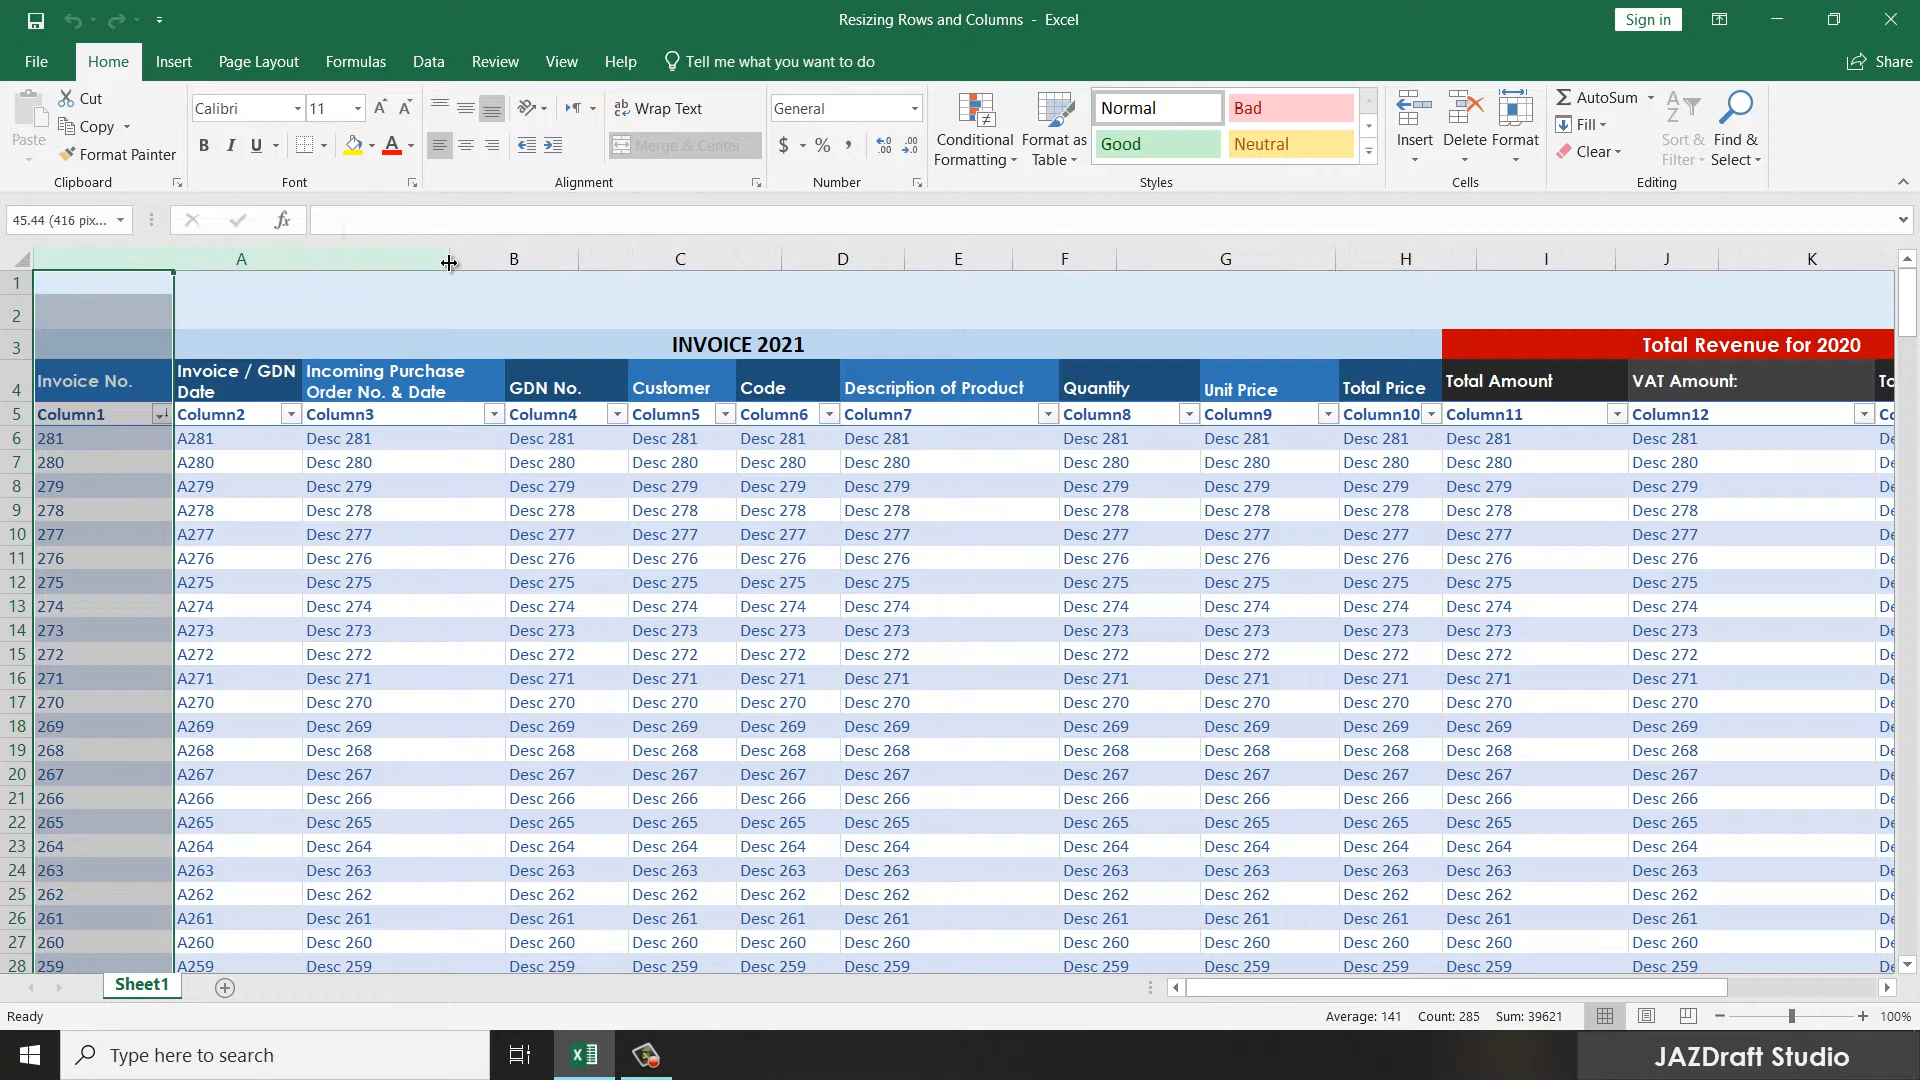 Resizing Rows and Columns - Excel
Sign in
File Home Insert Page Layout Formulas Data Review View Help Tell me what you want to do Share
Paste Cut Calibri 11 Wrap Text General Conditional Formatting Format as Table Normal Bad Insert Delete Format AutoSum Sort & Filter Find & Select
Copy Fill
Format Painter B I U A Merge & Center $ % Good Neutral Clear
Clipboard Font Alignment Number Styles Cells Editing
45.44 (416 pix... fx
A B C D E F G H I J K
1
2
3 INVOICE 2021 Total Revenue for 2020
4 Invoice No. Invoice / GDN Date Incoming Purchase Order No. & Date GDN No. Customer Code Description of Product Quantity Unit Price Total Price Total Amount VAT Amount: To
5 Column1 Column2 Column3 Column4 Column5 Column6 Column7 Column8 Column9 Column10 Column11 Column12 Co
6 281 A281 Desc 281 Desc 281 Desc 281 Desc 281 Desc 281 Desc 281 Desc 281 Desc 281 Desc 281 Desc 281 De
7 280 A280 Desc 280 Desc 280 Desc 280 Desc 280 Desc 280 Desc 280 Desc 280 Desc 280 Desc 280 Desc 280 De
8 279 A279 Desc 279 Desc 279 Desc 279 Desc 279 Desc 279 Desc 279 Desc 279 Desc 279 Desc 279 Desc 279 De
9 278 A278 Desc 278 Desc 278 Desc 278 Desc 278 Desc 278 Desc 278 Desc 278 Desc 278 Desc 278 Desc 278 De
10 277 A277 Desc 277 Desc 277 Desc 277 Desc 277 Desc 277 Desc 277 Desc 277 Desc 277 Desc 277 Desc 277 De
11 276 A276 Desc 276 Desc 276 Desc 276 Desc 276 Desc 276 Desc 276 Desc 276 Desc 276 Desc 276 Desc 276 De
12 275 A275 Desc 275 Desc 275 Desc 275 Desc 275 Desc 275 Desc 275 Desc 275 Desc 275 Desc 275 Desc 275 De
13 274 A274 Desc 274 Desc 274 Desc 274 Desc 274 Desc 274 Desc 274 Desc 274 Desc 274 Desc 274 Desc 274 De
14 273 A273 Desc 273 Desc 273 Desc 273 Desc 273 Desc 273 Desc 273 Desc 273 Desc 273 Desc 273 Desc 273 De
15 272 A272 Desc 272 Desc 272 Desc 272 Desc 272 Desc 272 Desc 272 Desc 272 Desc 272 Desc 272 Desc 272 De
16 271 A271 Desc 271 Desc 271 Desc 271 Desc 271 Desc 271 Desc 271 Desc 271 Desc 271 Desc 271 Desc 271 De
17 270 A270 Desc 270 Desc 270 Desc 270 Desc 270 Desc 270 Desc 270 Desc 270 Desc 270 Desc 270 Desc 270 De
18 269 A269 Desc 269 Desc 269 Desc 269 Desc 269 Desc 269 Desc 269 Desc 269 Desc 269 Desc 269 Desc 269 De
19 268 A268 Desc 268 Desc 268 Desc 268 Desc 268 Desc 268 Desc 268 Desc 268 Desc 268 Desc 268 Desc 268 De
20 267 A267 Desc 267 Desc 267 Desc 267 Desc 267 Desc 267 Desc 267 Desc 267 Desc 267 Desc 267 Desc 267 De
21 266 A266 Desc 266 Desc 266 Desc 266 Desc 266 Desc 266 Desc 266 Desc 266 Desc 266 Desc 266 Desc 266 De
22 265 A265 Desc 265 Desc 265 Desc 265 Desc 265 Desc 265 Desc 265 Desc 265 Desc 265 Desc 265 Desc 265 De
23 264 A264 Desc 264 Desc 264 Desc 264 Desc 264 Desc 264 Desc 264 Desc 264 Desc 264 Desc 264 Desc 264 De
24 263 A263 Desc 263 Desc 263 Desc 263 Desc 263 Desc 263 Desc 263 Desc 263 Desc 263 Desc 263 Desc 263 De
25 262 A262 Desc 262 Desc 262 Desc 262 Desc 262 Desc 262 Desc 262 Desc 262 Desc 262 Desc 262 Desc 262 De
26 261 A261 Desc 261 Desc 261 Desc 261 Desc 261 Desc 261 Desc 261 Desc 261 Desc 261 Desc 261 Desc 261 De
27 260 A260 Desc 260 Desc 260 Desc 260 Desc 260 Desc 260 Desc 260 Desc 260 Desc 260 Desc 260 Desc 260 De
28 259 A259 Desc 259 Desc 259 Desc 259 Desc 259 Desc 259 Desc 259 Desc 259 Desc 259 Desc 259 Desc 259 De
Sheet1
Ready Average: 141 Count: 285 Sum: 39621 100%
Type here to search JAZDraft Studio